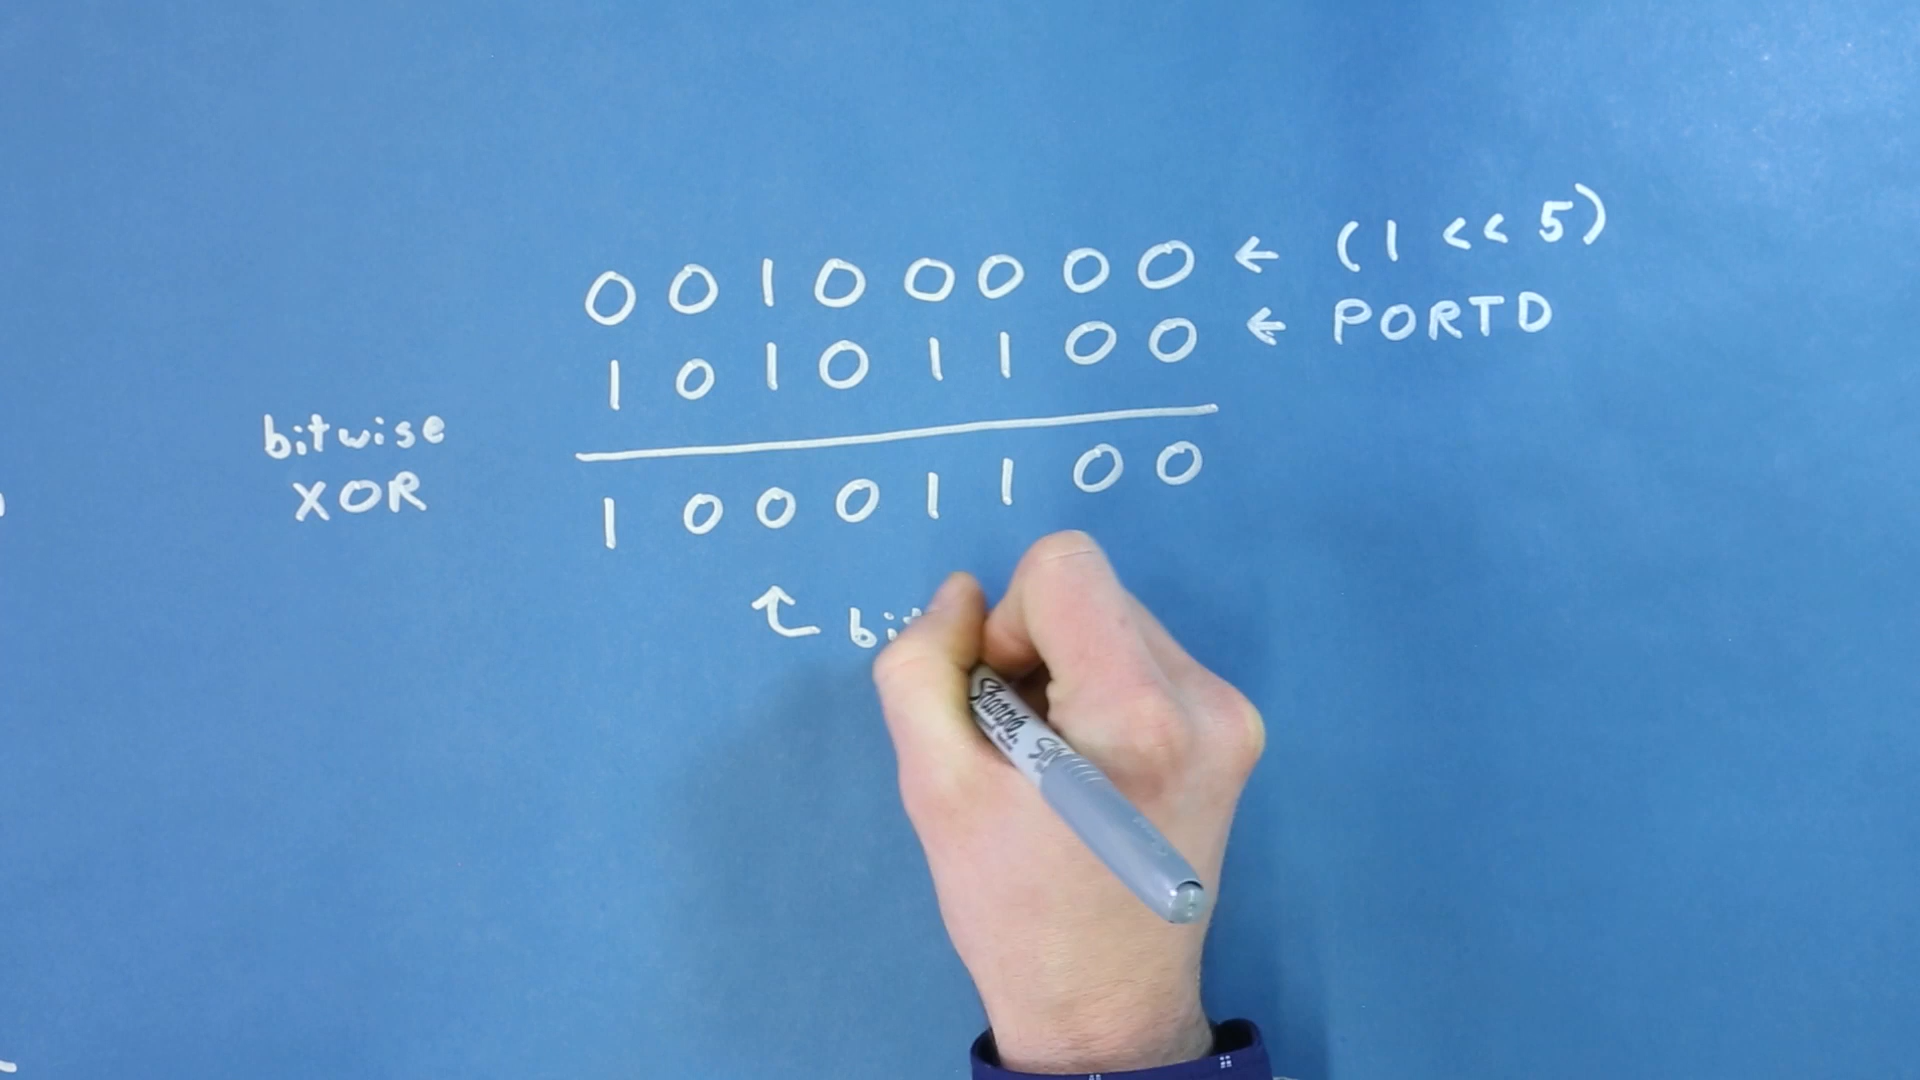 0 0 1 0 0 0 0 0 ← (1 << 5)
1 0 1 0 1 1 0 0 ← PORTD
bitwise
XOR
1 0 0 0 1 1 0 0
Sharpie